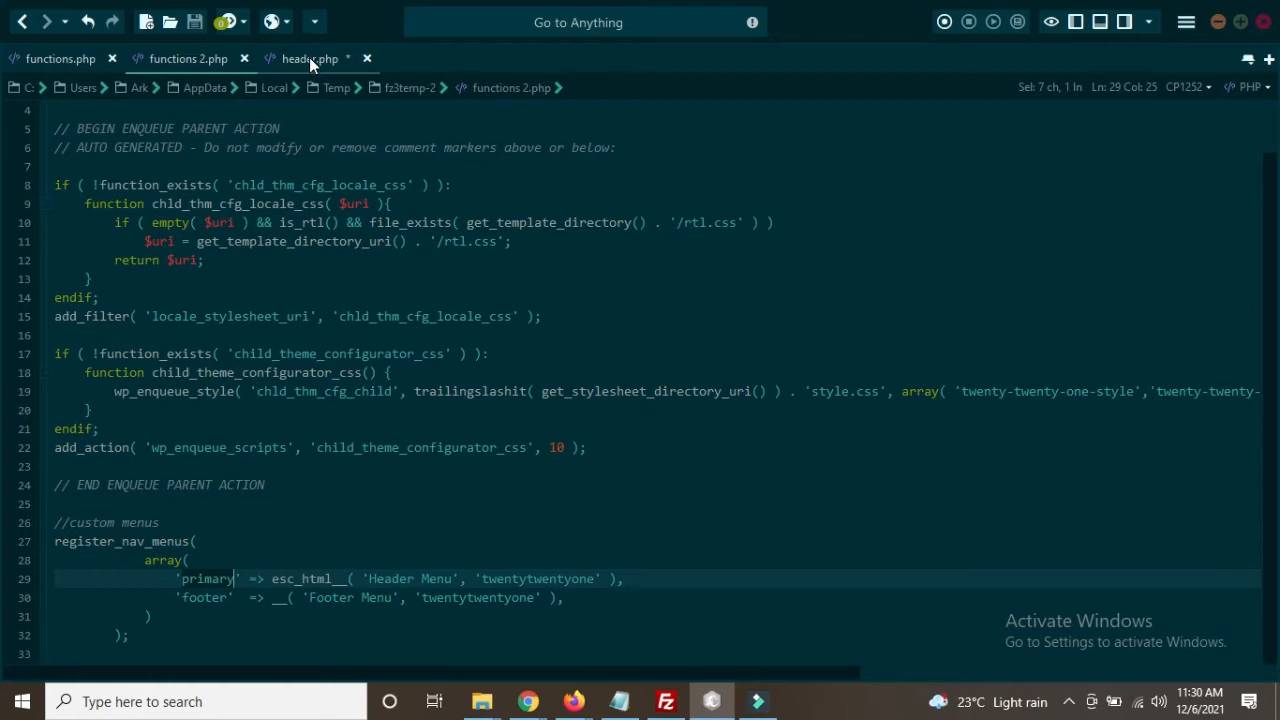 Go to Anything
functions.php functions 2.php header.php *
C: Users Ark AppData Local Temp fz3temp-2 functions 2.php Sel: 7 ch, 1 ln Ln: 29 Col: 25 CP1252 PHP
4
5 // BEGIN ENQUEUE PARENT ACTION
6 // AUTO GENERATED - Do not modify or remove comment markers above or below:
7
8 if ( !function_exists( 'chld_thm_cfg_locale_css' ) ):
9 function chld_thm_cfg_locale_css( $uri ){
10 if ( empty( $uri ) && is_rtl() && file_exists( get_template_directory() . '/rtl.css' ) )
11 $uri = get_template_directory_uri() . '/rtl.css';
12 return $uri;
13 }
14 endif;
15 add_filter( 'locale_stylesheet_uri', 'chld_thm_cfg_locale_css' );
16
17 if ( !function_exists( 'child_theme_configurator_css' ) ):
18 function child_theme_configurator_css() {
19 wp_enqueue_style( 'chld_thm_cfg_child', trailingslashit( get_stylesheet_directory_uri() ) . 'style.css', array( 'twenty-twenty-one-style','twenty-twenty-
20 }
21 endif;
22 add_action( 'wp_enqueue_scripts', 'child_theme_configurator_css', 10 );
23
24 // END ENQUEUE PARENT ACTION
25
26 //custom menus
27 register_nav_menus(
28 array(
29 'primary' => esc_html__( 'Header Menu', 'twentytwentyone' ),
30 'footer' => __( 'Footer Menu', 'twentytwentyone' ),
31 )
32 );
33
Activate Windows
Go to Settings to activate Windows.
Type here to search
23°C Light rain
11:30 AM
12/6/2021